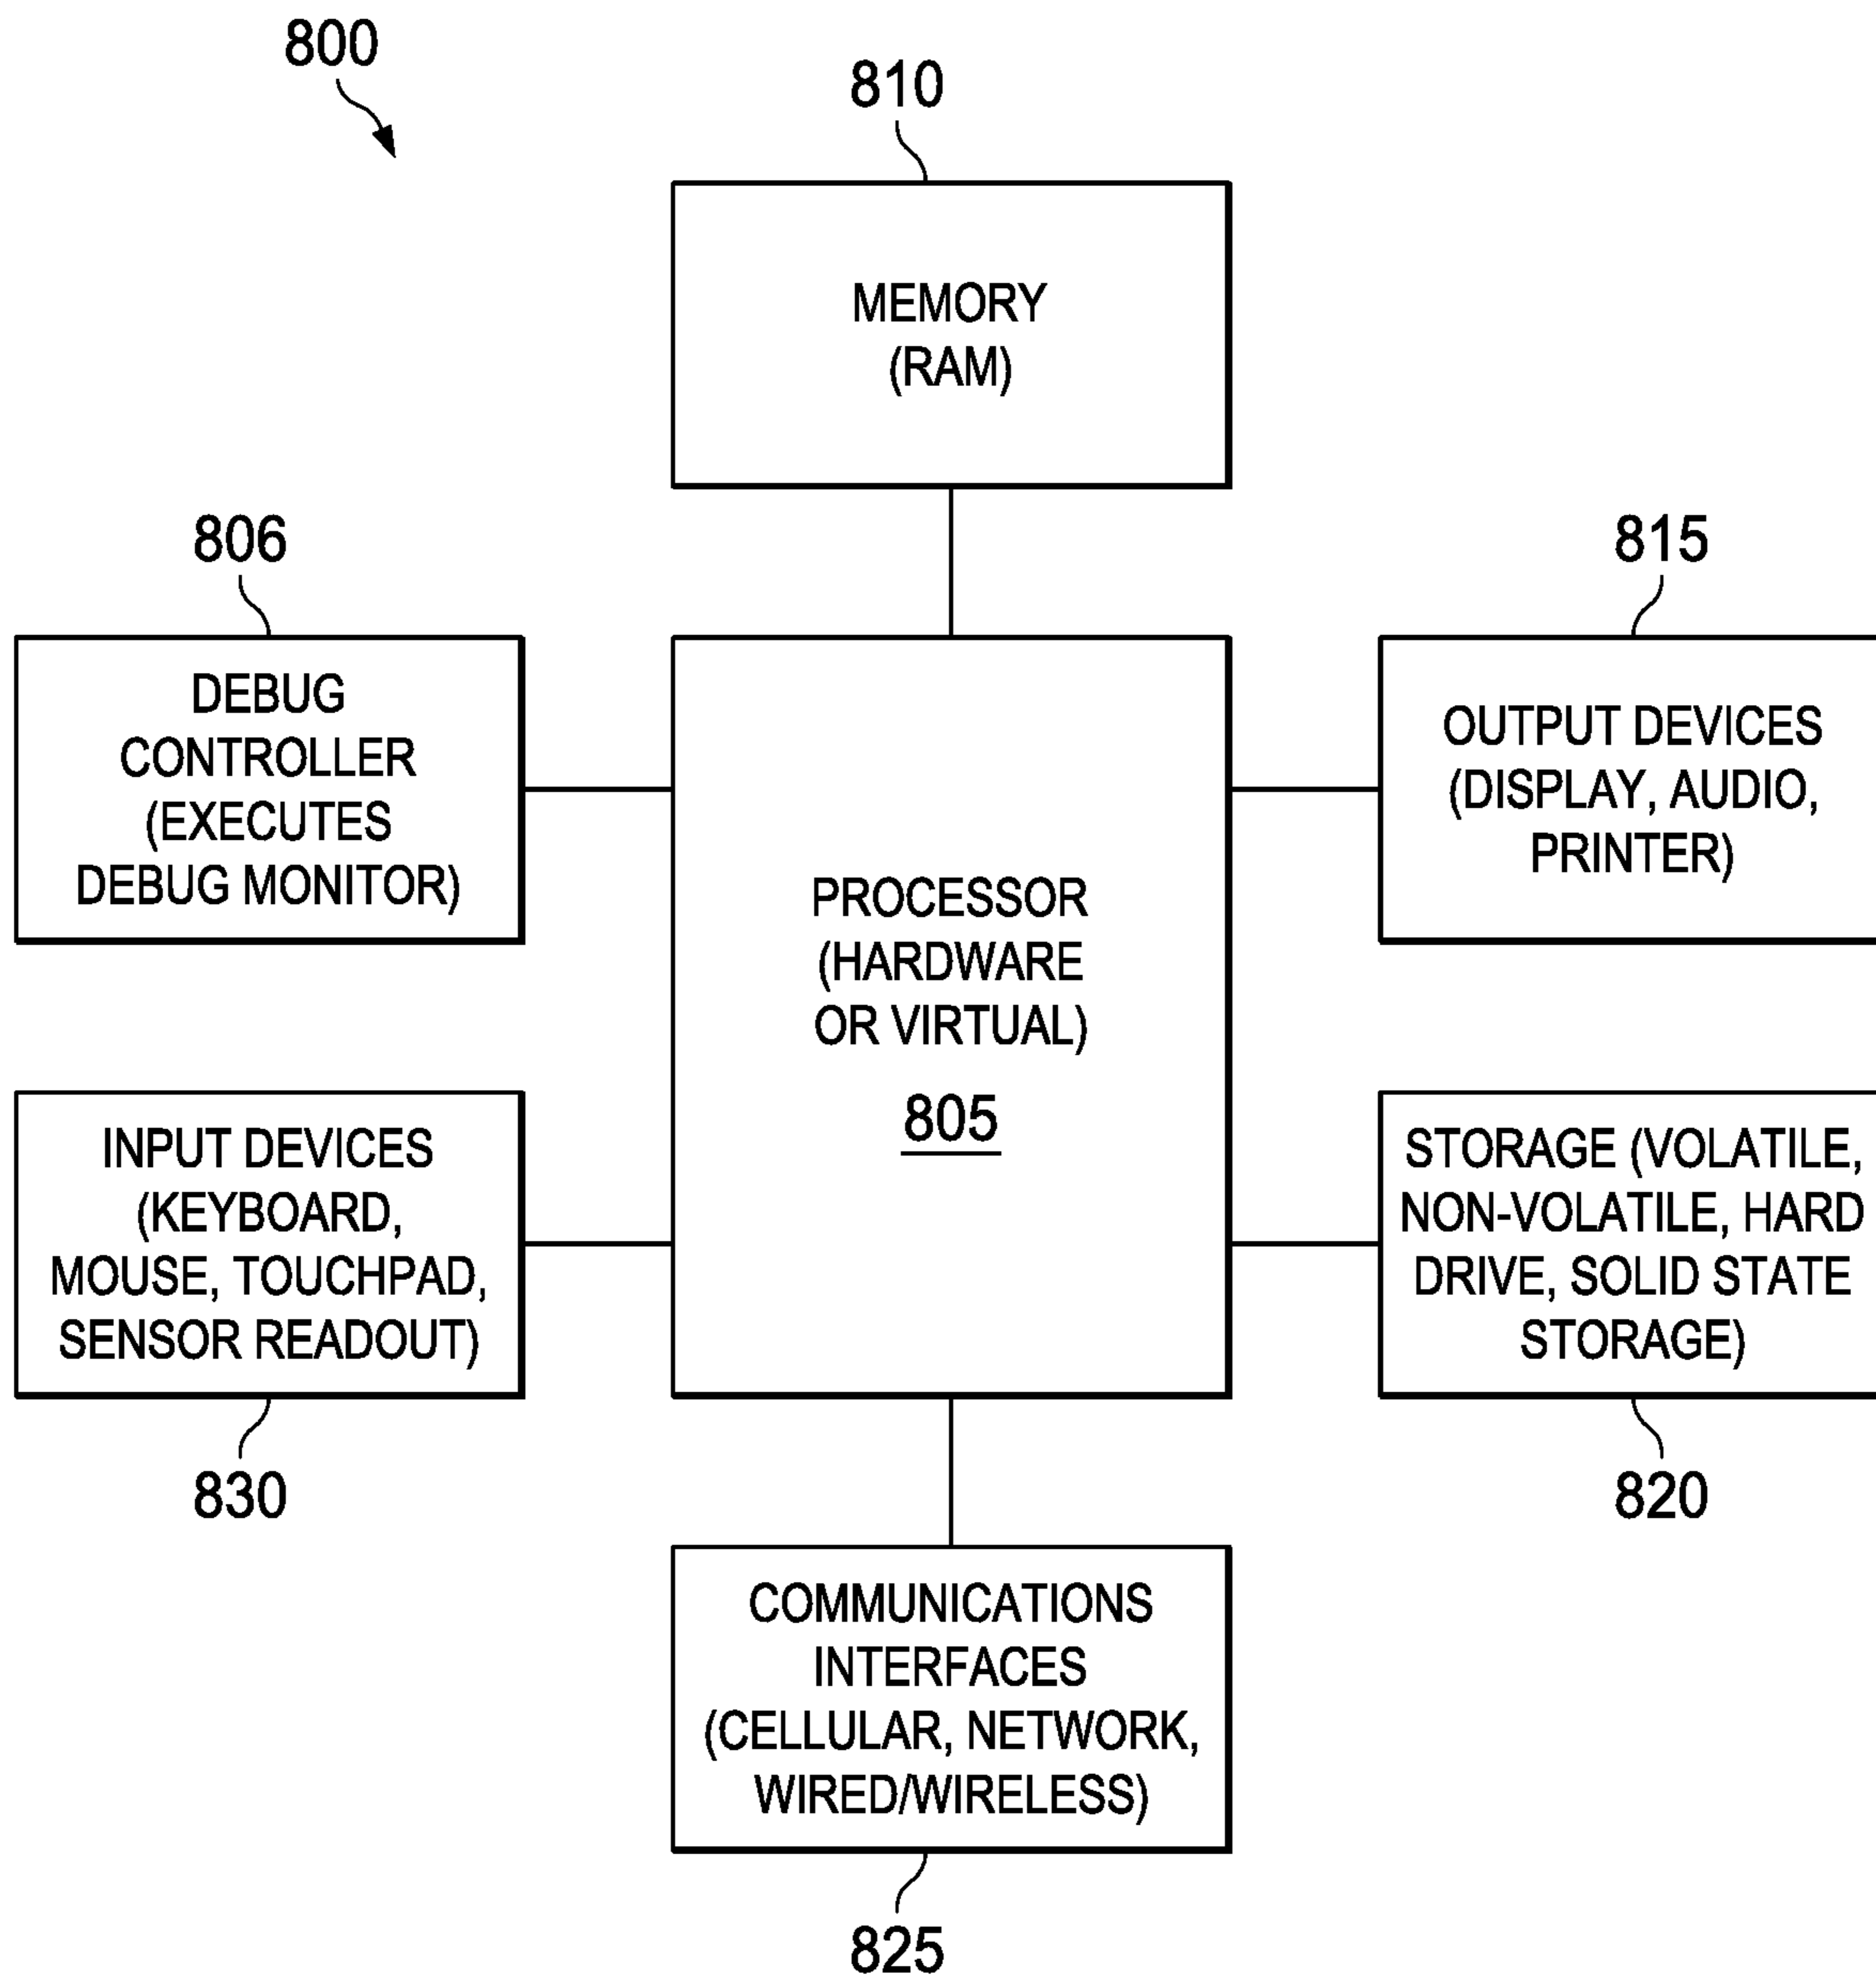 800
810
MEMORY
(RAM)
806
815
DEBUG
CONTROLLER
(EXECUTES
DEBUG MONITOR)
OUTPUT DEVICES
(DISPLAY, AUDIO,
PRINTER)
PROCESSOR
(HARDWARE
OR VIRTUAL)
805
INPUT DEVICES
(KEYBOARD,
MOUSE, TOUCHPAD,
SENSOR READOUT)
STORAGE (VOLATILE,
NON-VOLATILE, HARD
DRIVE, SOLID STATE
STORAGE)
830
820
COMMUNICATIONS
INTERFACES
(CELLULAR, NETWORK,
WIRED/WIRELESS)
825